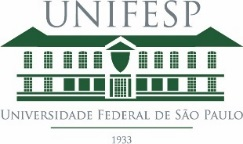 UNIFESP
UNIVERSIDADE FEDERAL DE SÃO PAULO
1933